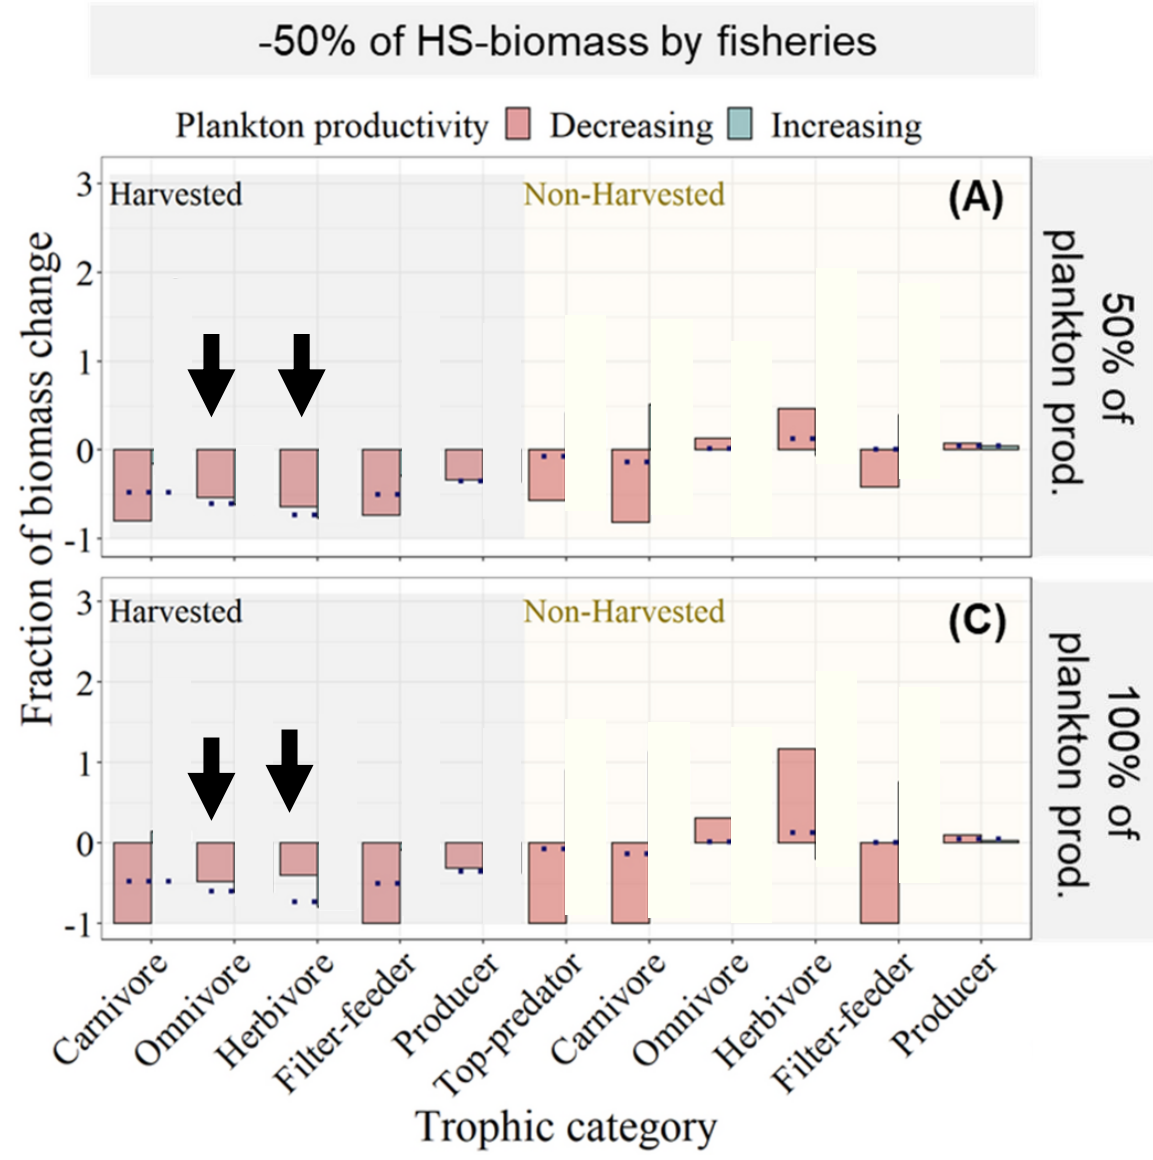 -50% of HS-biomass by fisheries
Plankton productivity Decreasing Increasing
Fraction of biomass change
Harvested
Non-Harvested
(A)
3
2
1
0
-1
50% of
plankton prod.
Harvested
Non-Harvested
(C)
3
2
1
0
-1
100% of
plankton prod.
Carnivore
Omnivore
Herbivore
Filter-feeder
Producer
Top-predator
Carnivore
Omnivore
Herbivore
Filter-feeder
Producer
Trophic category